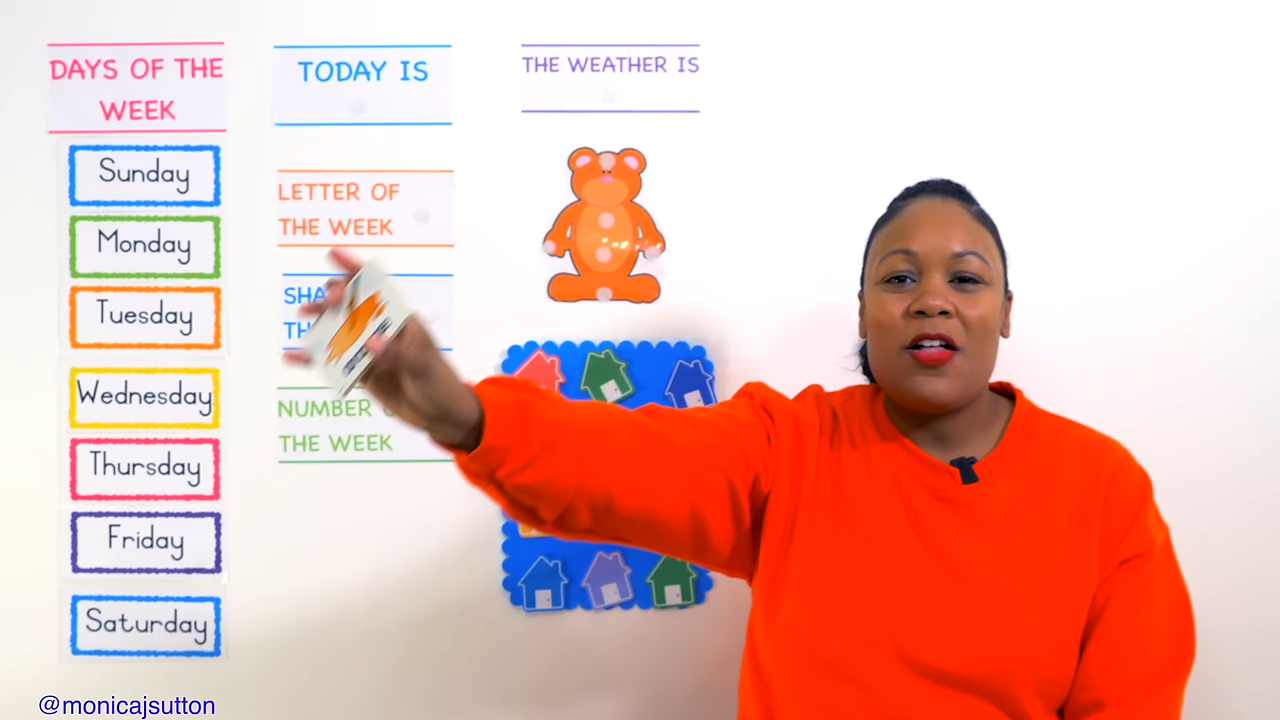 DAYS OF THE
WEEK
Sunday
Monday
Tuesday
Wednesday
Thursday
Friday
Saturday
TODAY IS
LETTER OF
THE WEEK
NUMBER
THE WEEK
THE WEATHER IS
@monicajsutton